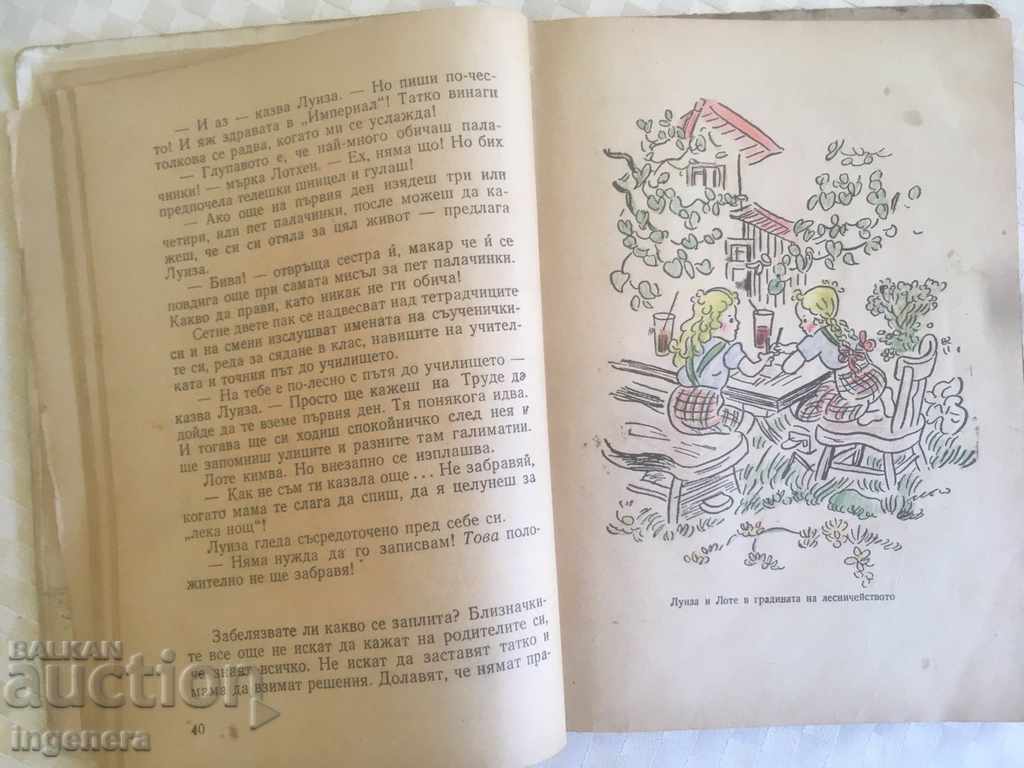 — И аз — казва Луиза. — Но пиши по-чес-
то! И яж здравата в „Империал“! Татко винаги
толкова се радва, когато ми се услажда!
— Глупавото е, че най-много обичаш пала-
чинки! — мърка Лотхен. — Ех, няма що! Но бих
предпочела телешки шницел и гулаш!
— Ако още на първия ден изядеш три или
четири, или пет палачинки, после можеш да ка-
жеш, че си си отяла за цял живот — предлага
Луиза.
— Бива! — отвръща сестра ѝ, макар че ѝ се
повдига още при самата мисъл за пет палачинки.
Какво да прави, като никак не ги обича!
Сетне двете пак се надвесват над тетрадчиците
си и на смени изслушват имената на съученички-
те си, реда за сядане в клас, навиците на учител-
ката и точния път до училището.
— На тебе е по-лесно с пътя до училището —
казва Луиза. — Просто ще кажеш на Труде да
дойде да те вземе първия ден. Тя понякога идва.
И тогава ще си ходиш спокойничко след нея и
ще запомниш улиците и разните там галиматии.
Лоте кимва. Но внезапно се изплашва.
— Как не съм ти казала още ... Не забравяй,
когато мама те слага да спиш, да я целунеш за
„лека нощ“!
Луиза гледа съсредоточено пред себе си.
— Няма нужда да го записвам! Това поло-
жително не ще забравя!
Забелязвате ли какво се заплита? Близначки-
те все още не искат да кажат на родителите си,
че знаят всичко. Не искат да заставят татко и
мама да взимат решения. Долавят, че нямат пра-
40
Луиза и Лоте в градината на лесничейството
BALKAN
auction
ingenera